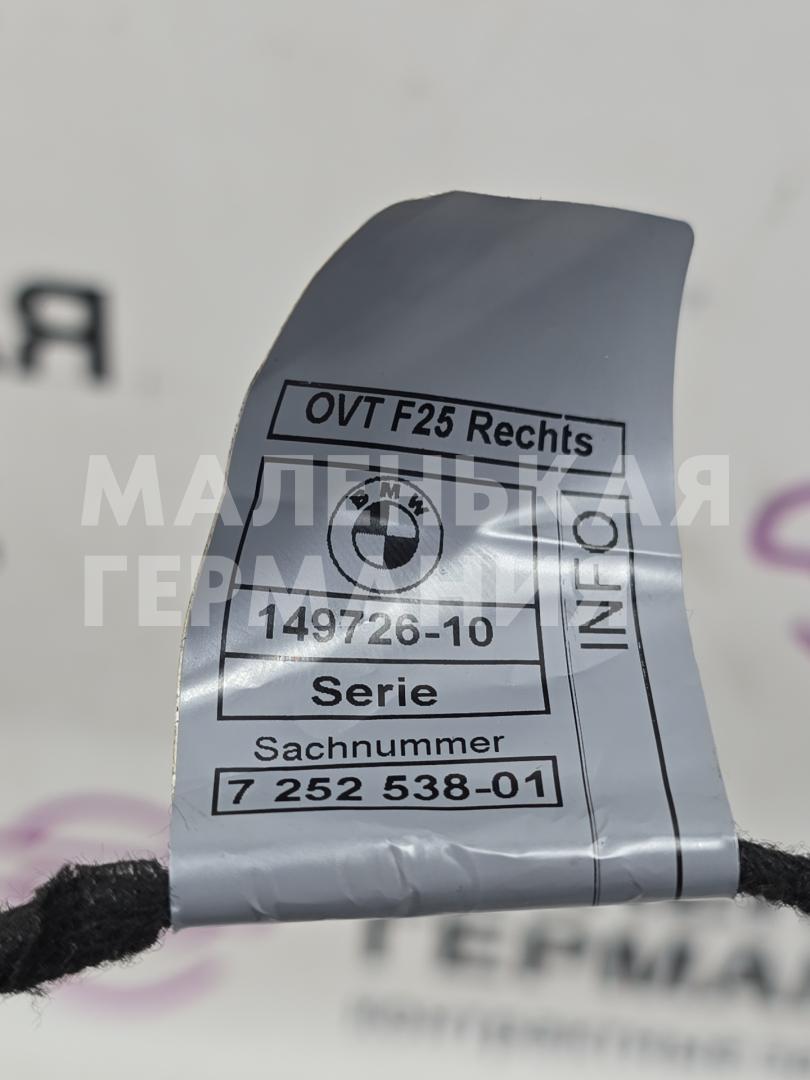 OVT F25 Rechts
BMW
INFO
149726-10
Serie
Sachnummer
7 252 538-01
МАЛЕНЬКАЯ
ГЕРМАНИЯ